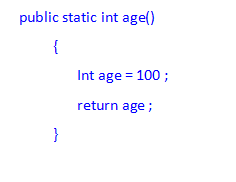 public static int age()
{
Int age = 100 ;
return age ;
}